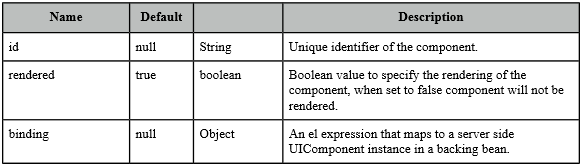 Name Default Description
id null String Unique identifier of the component.
rendered true boolean Boolean value to specify the rendering of the
component, when set to false component will not be
rendered.
binding null Object An el expression that maps to a server side
UIComponent instance in a backing bean.